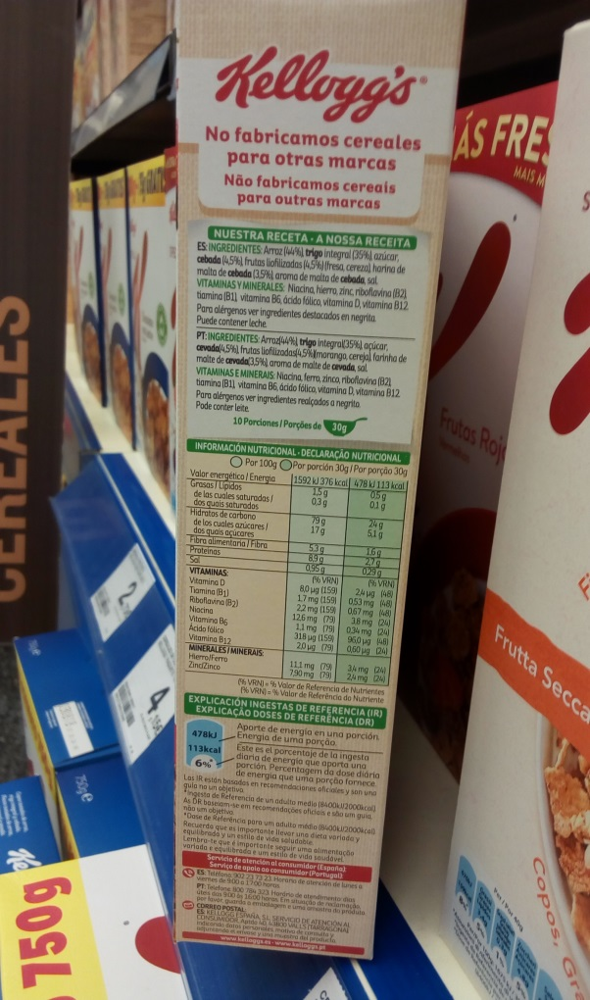 Kellogg's®
No fabricamos cereales
para otras marcas
Não fabricamos cereais
para outras marcas
NUESTRA RECETA • A NOSSA RECEITA
ES: INGREDIENTES: Arroz (44%), trigo integral (35%), azúcar,
cebada (4,5%), frutas liofilizadas (4,5%) (fresa, cereza), harina de
malta de cebada (3,5%), aroma de malta de cebada, sal.
VITAMINAS Y MINERALES: Niacina, hierro, zinc, riboflavina (B2),
tiamina (B1), vitamina B6, ácido fólico, vitamina D, vitamina B12.
Para alérgenos ver ingredientes destacados en negrita.
Puede contener leche.
PT: INGREDIENTES: Arroz(44%), trigo integral(35%), açúcar,
cevada(4,5%), frutas liofilizadas(4,5%)(morango, cereja), farinha de
malte de cevada(3,5%), aroma de malte de cevada, sal.
VITAMINAS E MINERAIS: Niacina, ferro, zinco, riboflavina (B2),
tiamina (B1), vitamina B6, ácido fólico, vitamina D, vitamina B12.
Para alérgenos ver ingredientes realçados a negrito.
Pode conter leite.
10 Porciones / Porções de 30g
INFORMACIÓN NUTRICIONAL • DECLARAÇÃO NUTRICIONAL
Por 100g Por porción 30g / Por porção 30g
Valor energético / Energia 1592 kJ 376 kcal 478 kJ 113 kcal
Grasas / Lípidos 1,5 g 0,5 g
de las cuales saturadas /
dos quais saturados 0,3 g 0,1 g
Hidratos de carbono 79 g 24 g
de los cuales azúcares /
dos quais açúcares 17 g 5,1 g
Fibra alimentaria / Fibra 5,3 g 1,6 g
Proteínas 8,9 g 2,7 g
Sal 0,95 g 0,29 g
VITAMINAS: (% VRN) (% VRN)
Vitamina D 8,0 µg (159) 2,4 µg (48)
Tiamina (B1) 1,7 mg (159) 0,53 mg (48)
Riboflavina (B2) 2,2 mg (159) 0,67 mg (48)
Niacina 12,6 mg (79) 3,8 mg (24)
Vitamina B6 1,1 mg (79) 0,34 mg (24)
Ácido fólico 318 µg (159) 96,0 µg (48)
Vitamina B12 2,0 µg (79) 0,60 µg (24)
MINERALES / MINERAIS:
Hierro/Ferro 11,1 mg (79) 3,4 mg (24)
Zinc/Zinco 7,90 mg (79) 2,4 mg (24)
(% VRN) = % Valor de Referencia de Nutrientes
(% VRN) = % Valor de Referência do Nutriente
EXPLICACIÓN INGESTAS DE REFERENCIA (IR)
EXPLICAÇÃO DOSES DE REFERÊNCIA (DR)
478kJ
113kcal
6%*
Aporte de energía en una porción.
Energia de uma porção.
Este es el porcentaje de la ingesta
diaria de energía que aporta una
porción. Percentagem da dose diária
de energia que uma porção fornece.
Las IR están basadas en recomendaciones oficiales y son una
guía no un objetivo.
*Ingesta de Referencia de un adulto medio (8400kJ/2000kcal)
As DR baseiam-se em recomendações oficiais e são um guia,
não um objetivo.
*Dose de Referência para um adulto médio (8400kJ/2000kcal)
Recuerda que es importante llevar una dieta variada y
equilibrada y un estilo de vida saludable.
Lembra-te que é importante seguir uma alimentação
variada e equilibrada e um estilo de vida saudável.
Servicio de atención al consumidor (España)
Serviço de apoio ao consumidor (Portugal)
ES: Teléfono: 902 23 73 23 Horario de atención de lunes a
viernes de 9:00 a 17:00 horas.
PT: Telefone: 800 784 323 Horário de atendimento dias
úteis das 9:00 às 16:00 horas. Em situação de reclamação,
por favor, guarda a embalagem e uma amostra do produto.
CORREO POSTAL
ES: KELLOGG ESPAÑA, S.L. SERVICIO DE ATENCIÓN AL
www.kelloggs.es - www.kelloggs.pt
CEREALES
ÁS FRES
MAIS M
Frutos Rojo
Frutta Secca
Copos, Gra
750g
750g e
2
4